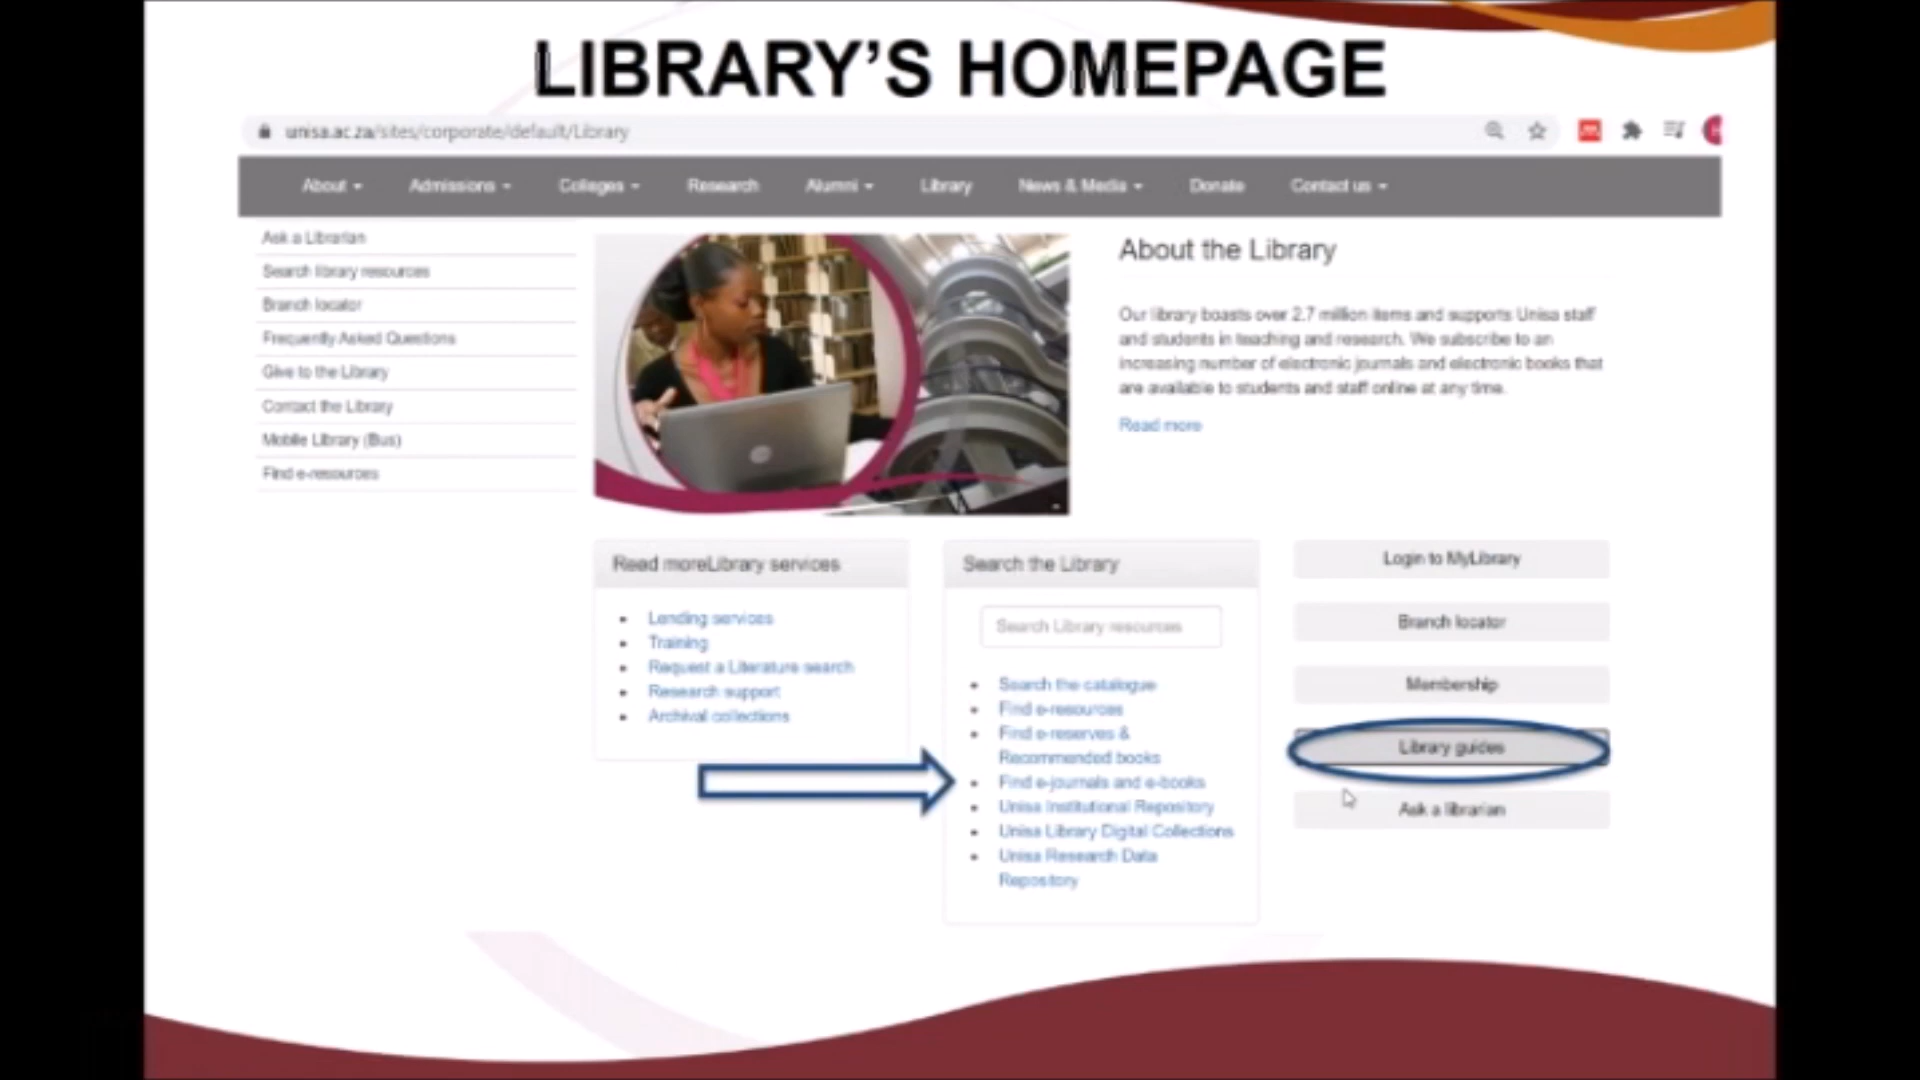 LIBRARY'S HOMEPAGE
unisa.ac.za/sites/corporate/default/Library
About Admissions Colleges Research Alumni Library News & Media Donate Contact us
Ask a Librarian
Search library resources
Branch locator
Frequently Asked Questions
Give to the Library
Contact the Library
Mobile Library (Bus)
Find e-resources
About the Library
Our library boasts over 2.7 million items and supports Unisa staff
and students in teaching and research. We subscribe to an
increasing number of electronic journals and electronic books that
are available to students and staff online at any time.
Read more
Read moreLibrary services
Lending services
Training
Request a Literature search
Research support
Archival collections
Search the Library
Search Library resources
Search the catalogue
Find e-resources
Find e-reserves &
Recommended books
Find e-journals and e-books
Unisa Institutional Repository
Unisa Library Digital Collections
Unisa Research Data
Repository
Login to MyLibrary
Branch locator
Membership
Library guides
Ask a librarian